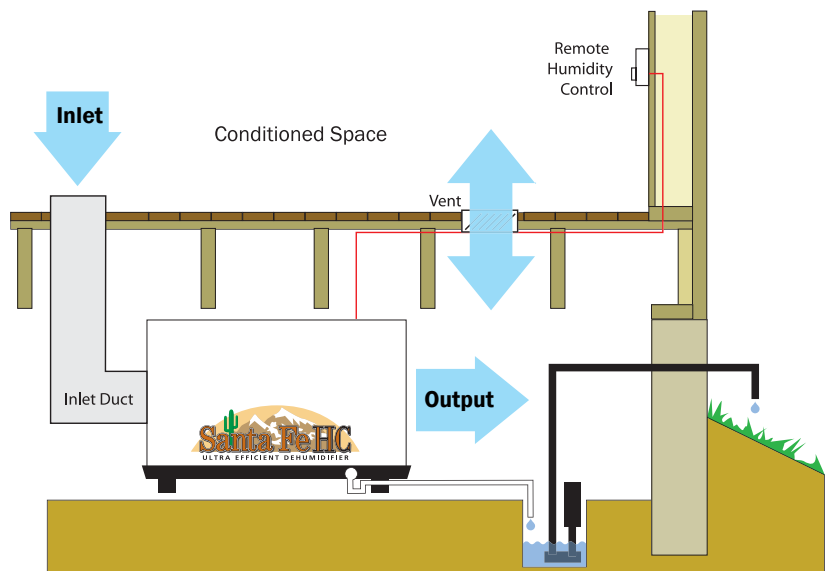 Remote
Humidity
Control
Inlet
Conditioned Space
Vent
Inlet Duct
Output
Santa Fe HC
ULTRA EFFICIENT DEHUMIDIFIER